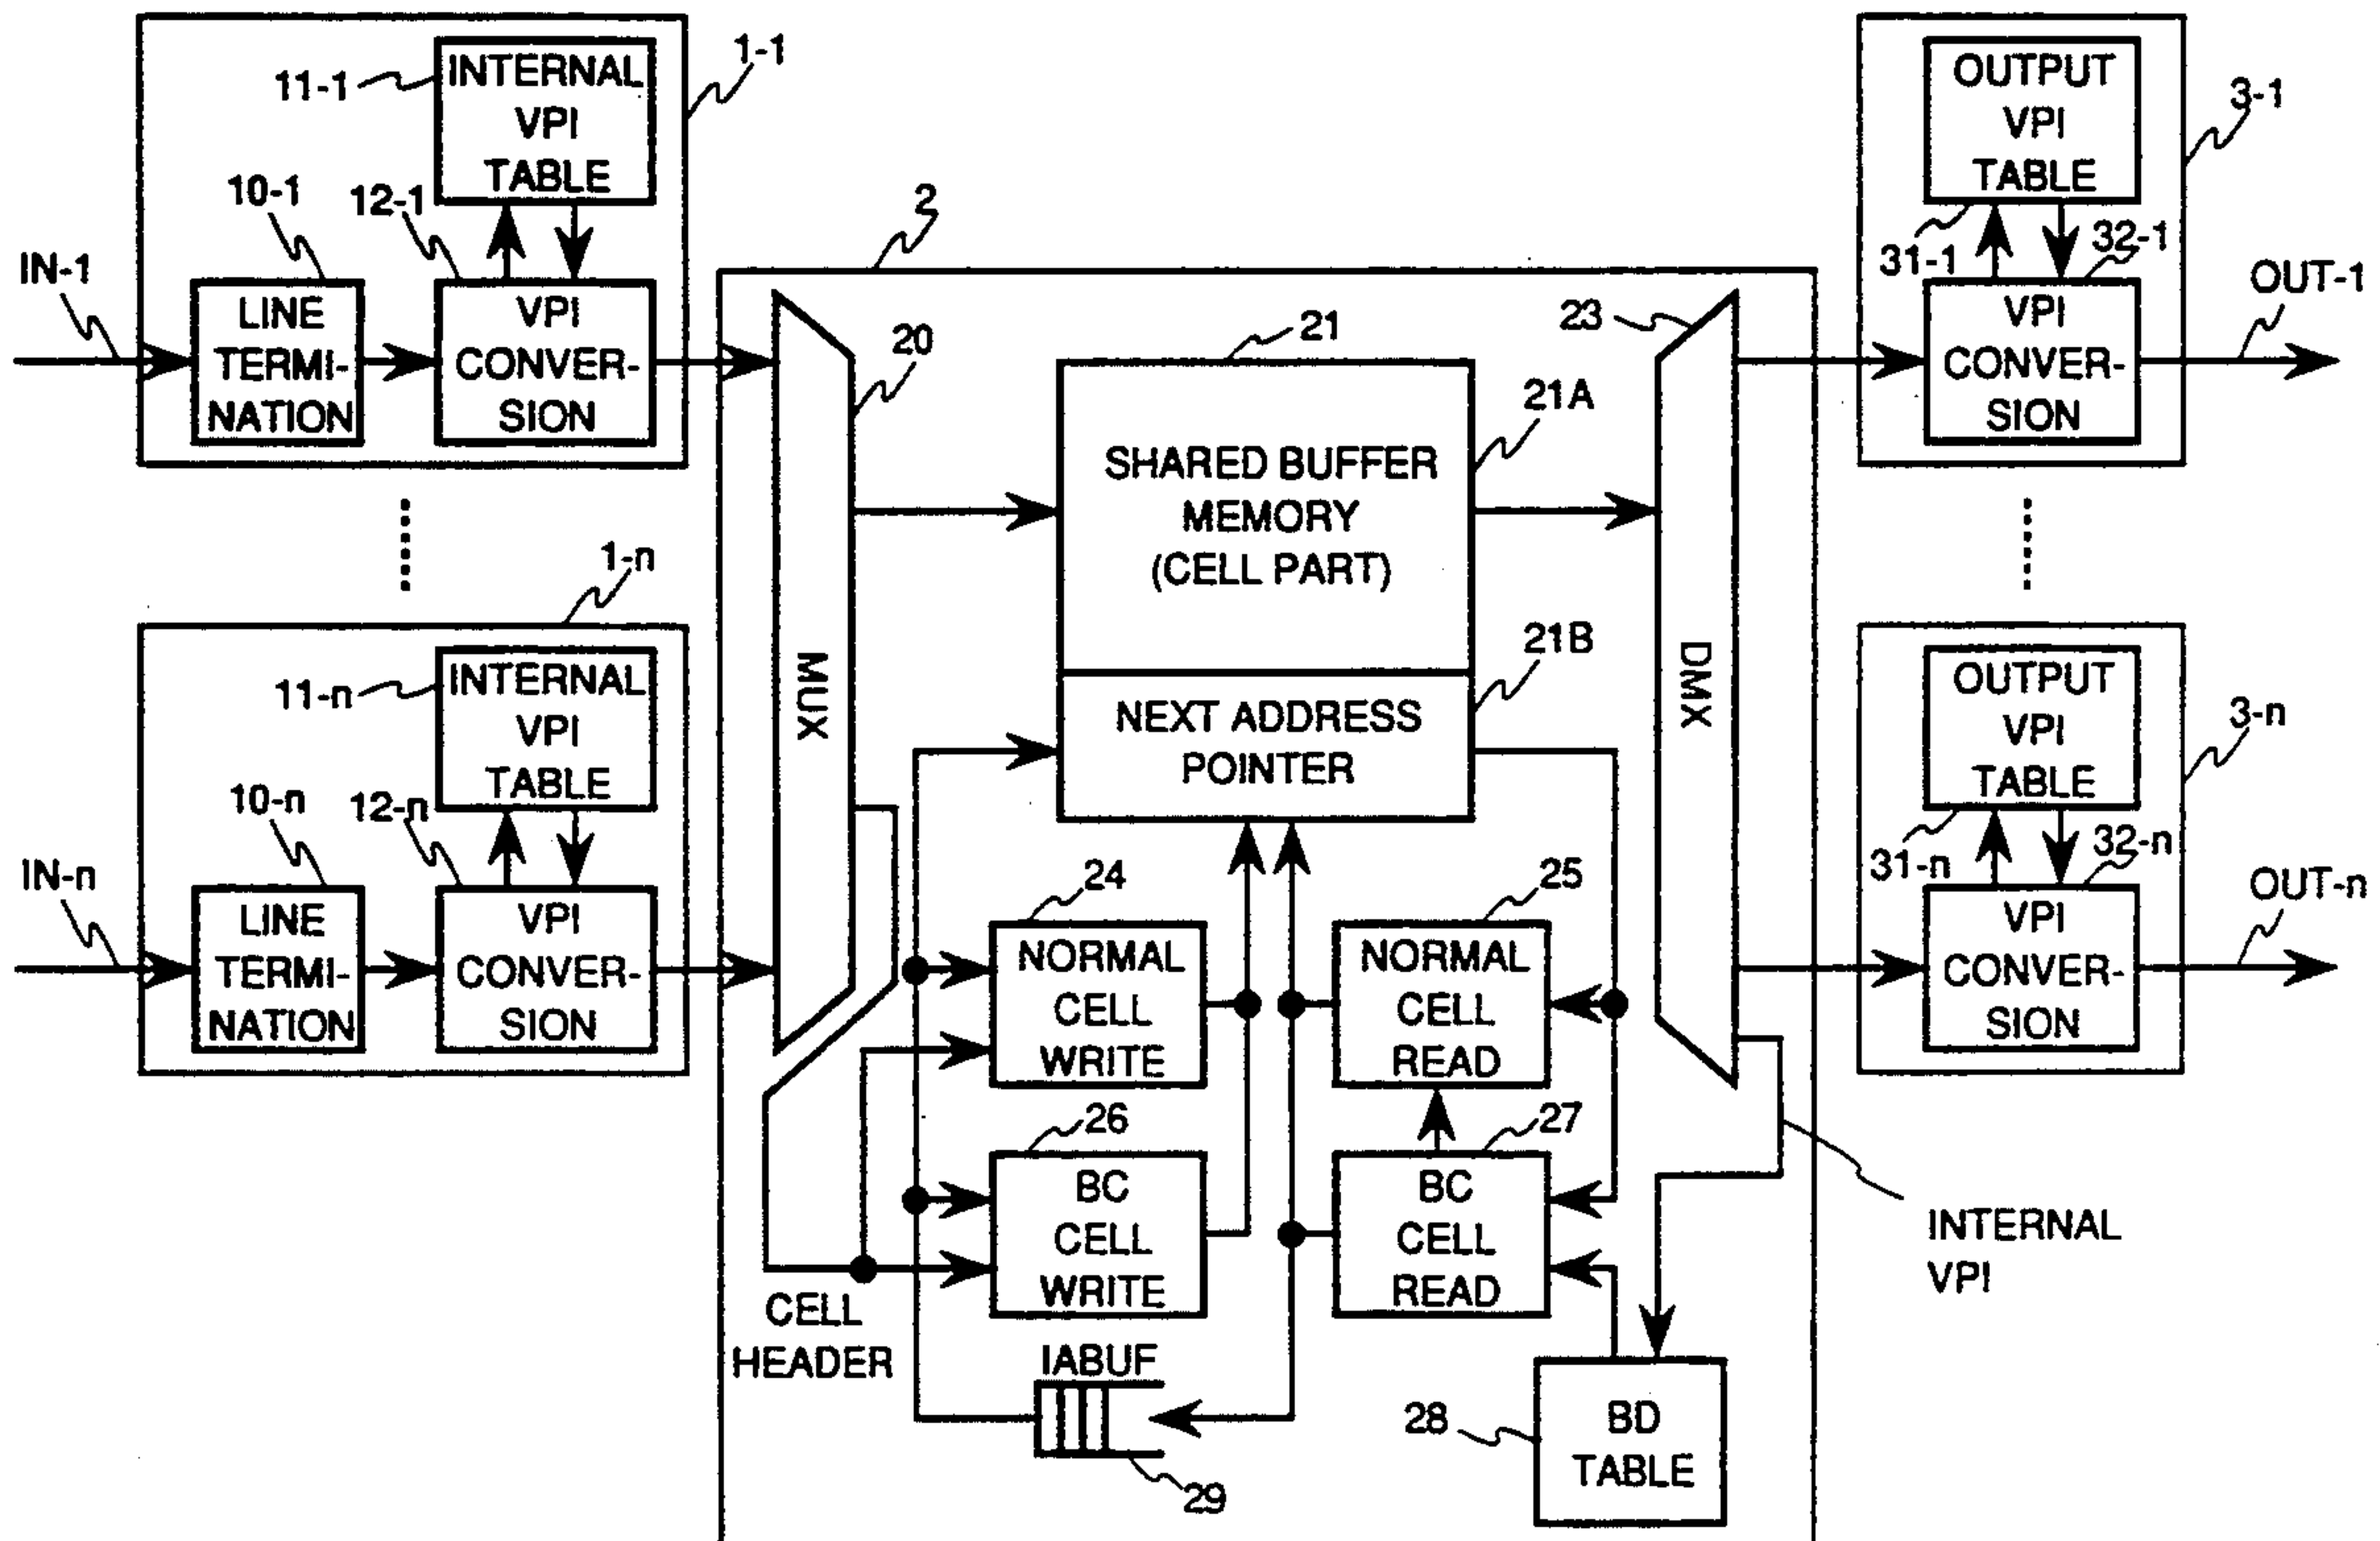 1-1
11-1
INTERNAL
VPI
TABLE
10-1
12-1
IN-1
LINE
TERMI-
NATION
VPI
CONVER-
SION
1-n
11-n
INTERNAL
VPI
TABLE
10-n
12-n
IN-n
LINE
TERMI-
NATION
VPI
CONVER-
SION
2
20
MUX
21
21A
SHARED BUFFER
MEMORY
(CELL PART)
21B
NEXT ADDRESS
POINTER
23
DMX
24
NORMAL
CELL
WRITE
25
NORMAL
CELL
READ
26
BC
CELL
WRITE
27
BC
CELL
READ
CELL
HEADER
IABUF
29
28
BD
TABLE
INTERNAL
VPI
OUTPUT
VPI
TABLE
3-1
31-1
32-1
VPI
CONVER-
SION
OUT-1
OUTPUT
VPI
TABLE
3-n
31-n
32-n
VPI
CONVER-
SION
OUT-n